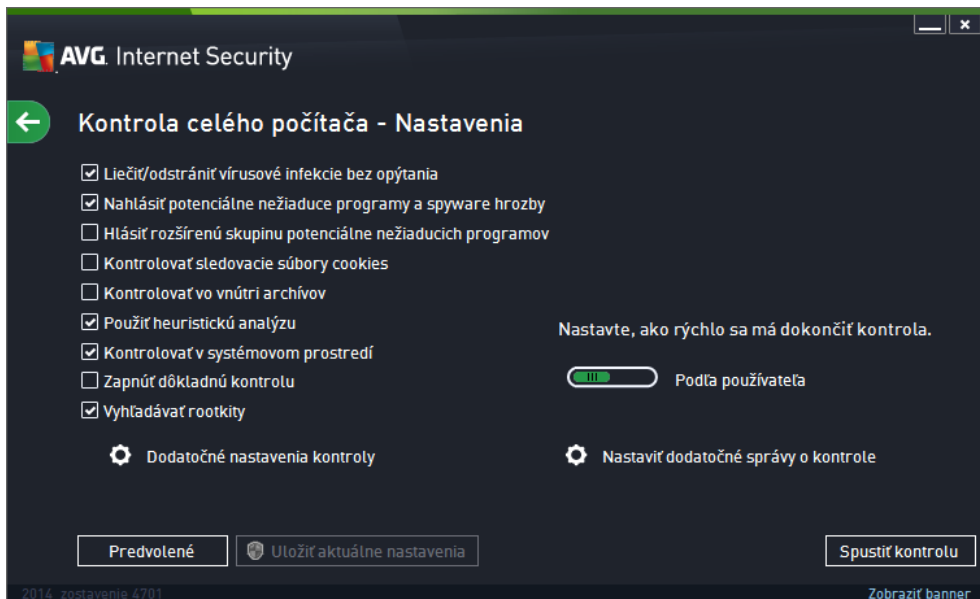 AVG. Internet Security
Kontrola celého počítača - Nastavenia
Liečiť/odstrániť vírusové infekcie bez opýtania
Nahlásiť potenciálne nežiaduce programy a spyware hrozby
Hlásiť rozšírenú skupinu potenciálne nežiaducich programov
Kontrolovať sledovacie súbory cookies
Kontrolovať vo vnútri archívov
Použiť heuristickú analýzu
Kontrolovať v systémovom prostredí
Zapnúť dôkladnú kontrolu
Vyhľadávať rootkity
Nastavte, ako rýchlo sa má dokončiť kontrola.
Podľa používateľa
Dodatočné nastavenia kontroly
Nastaviť dodatočné správy o kontrole
Predvolené
Uložiť aktuálne nastavenia
Spustiť kontrolu
2014 zostavenie 4701
Zobraziť banner